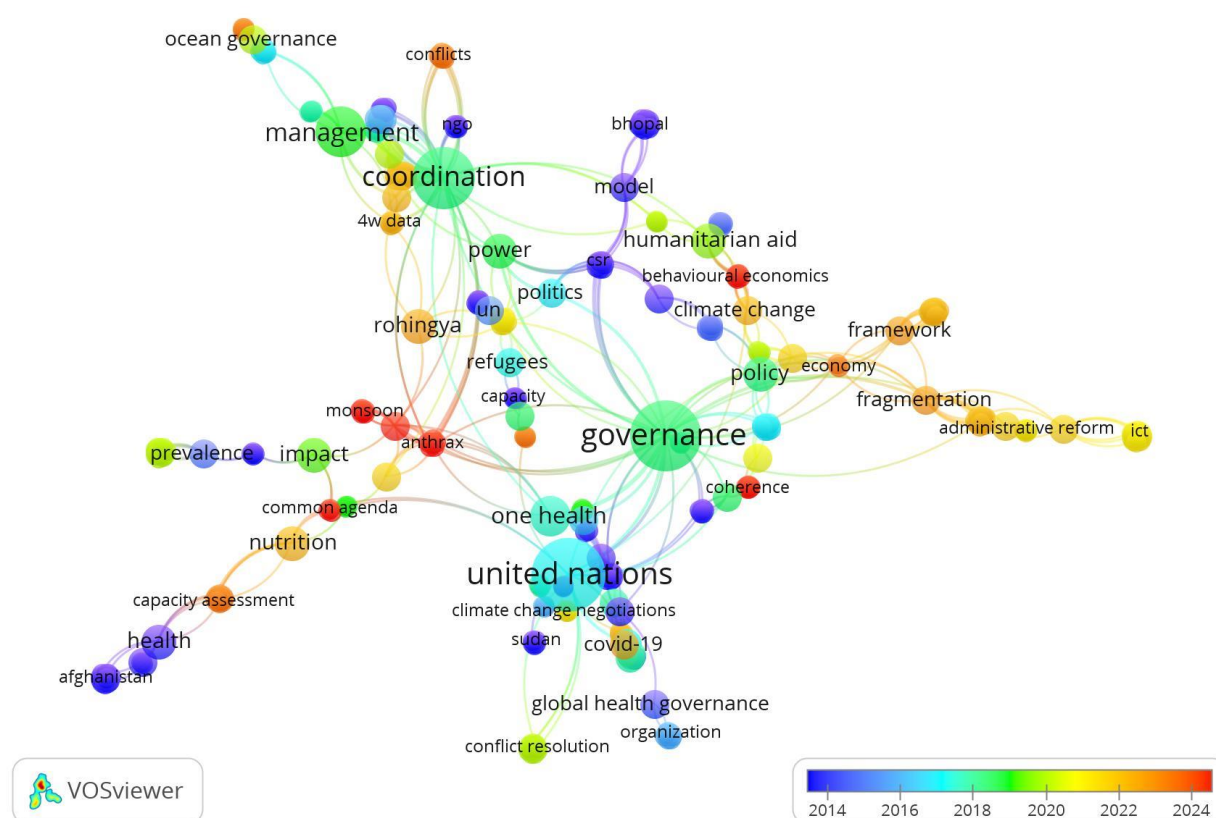 ocean governance
conflicts
management
ngo
bhopal
coordination
model
4w data
humanitarian aid
power
csr
behavioural economics
politics
un
climate change
rohingya
framework
refugees
policy
economy
capacity
fragmentation
monsoon
administrative reform
ict
anthrax
governance
prevalence
impact
coherence
common agenda
one health
nutrition
united nations
capacity assessment
climate change negotiations
health
sudan
covid-19
afghanistan
global health governance
organization
conflict resolution
VOSviewer
2014 2016 2018 2020 2022 2024